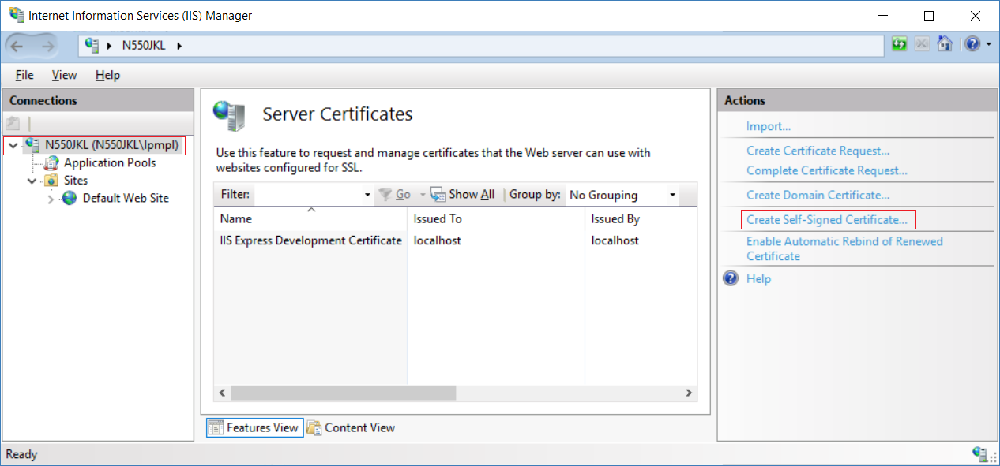 Internet Information Services (IIS) Manager
N550JKL
File View Help
Connections
N550JKL (N550JKL\lpmpl)
Application Pools
Sites
Default Web Site
Server Certificates
Use this feature to request and manage certificates that the Web server can use with
websites configured for SSL.
Filter: Go Show All Group by: No Grouping
Name Issued To Issued By
IIS Express Development Certificate localhost localhost
Features View Content View
Actions
Import...
Create Certificate Request...
Complete Certificate Request...
Create Domain Certificate...
Create Self-Signed Certificate...
Enable Automatic Rebind of Renewed
Certificate
Help
Ready